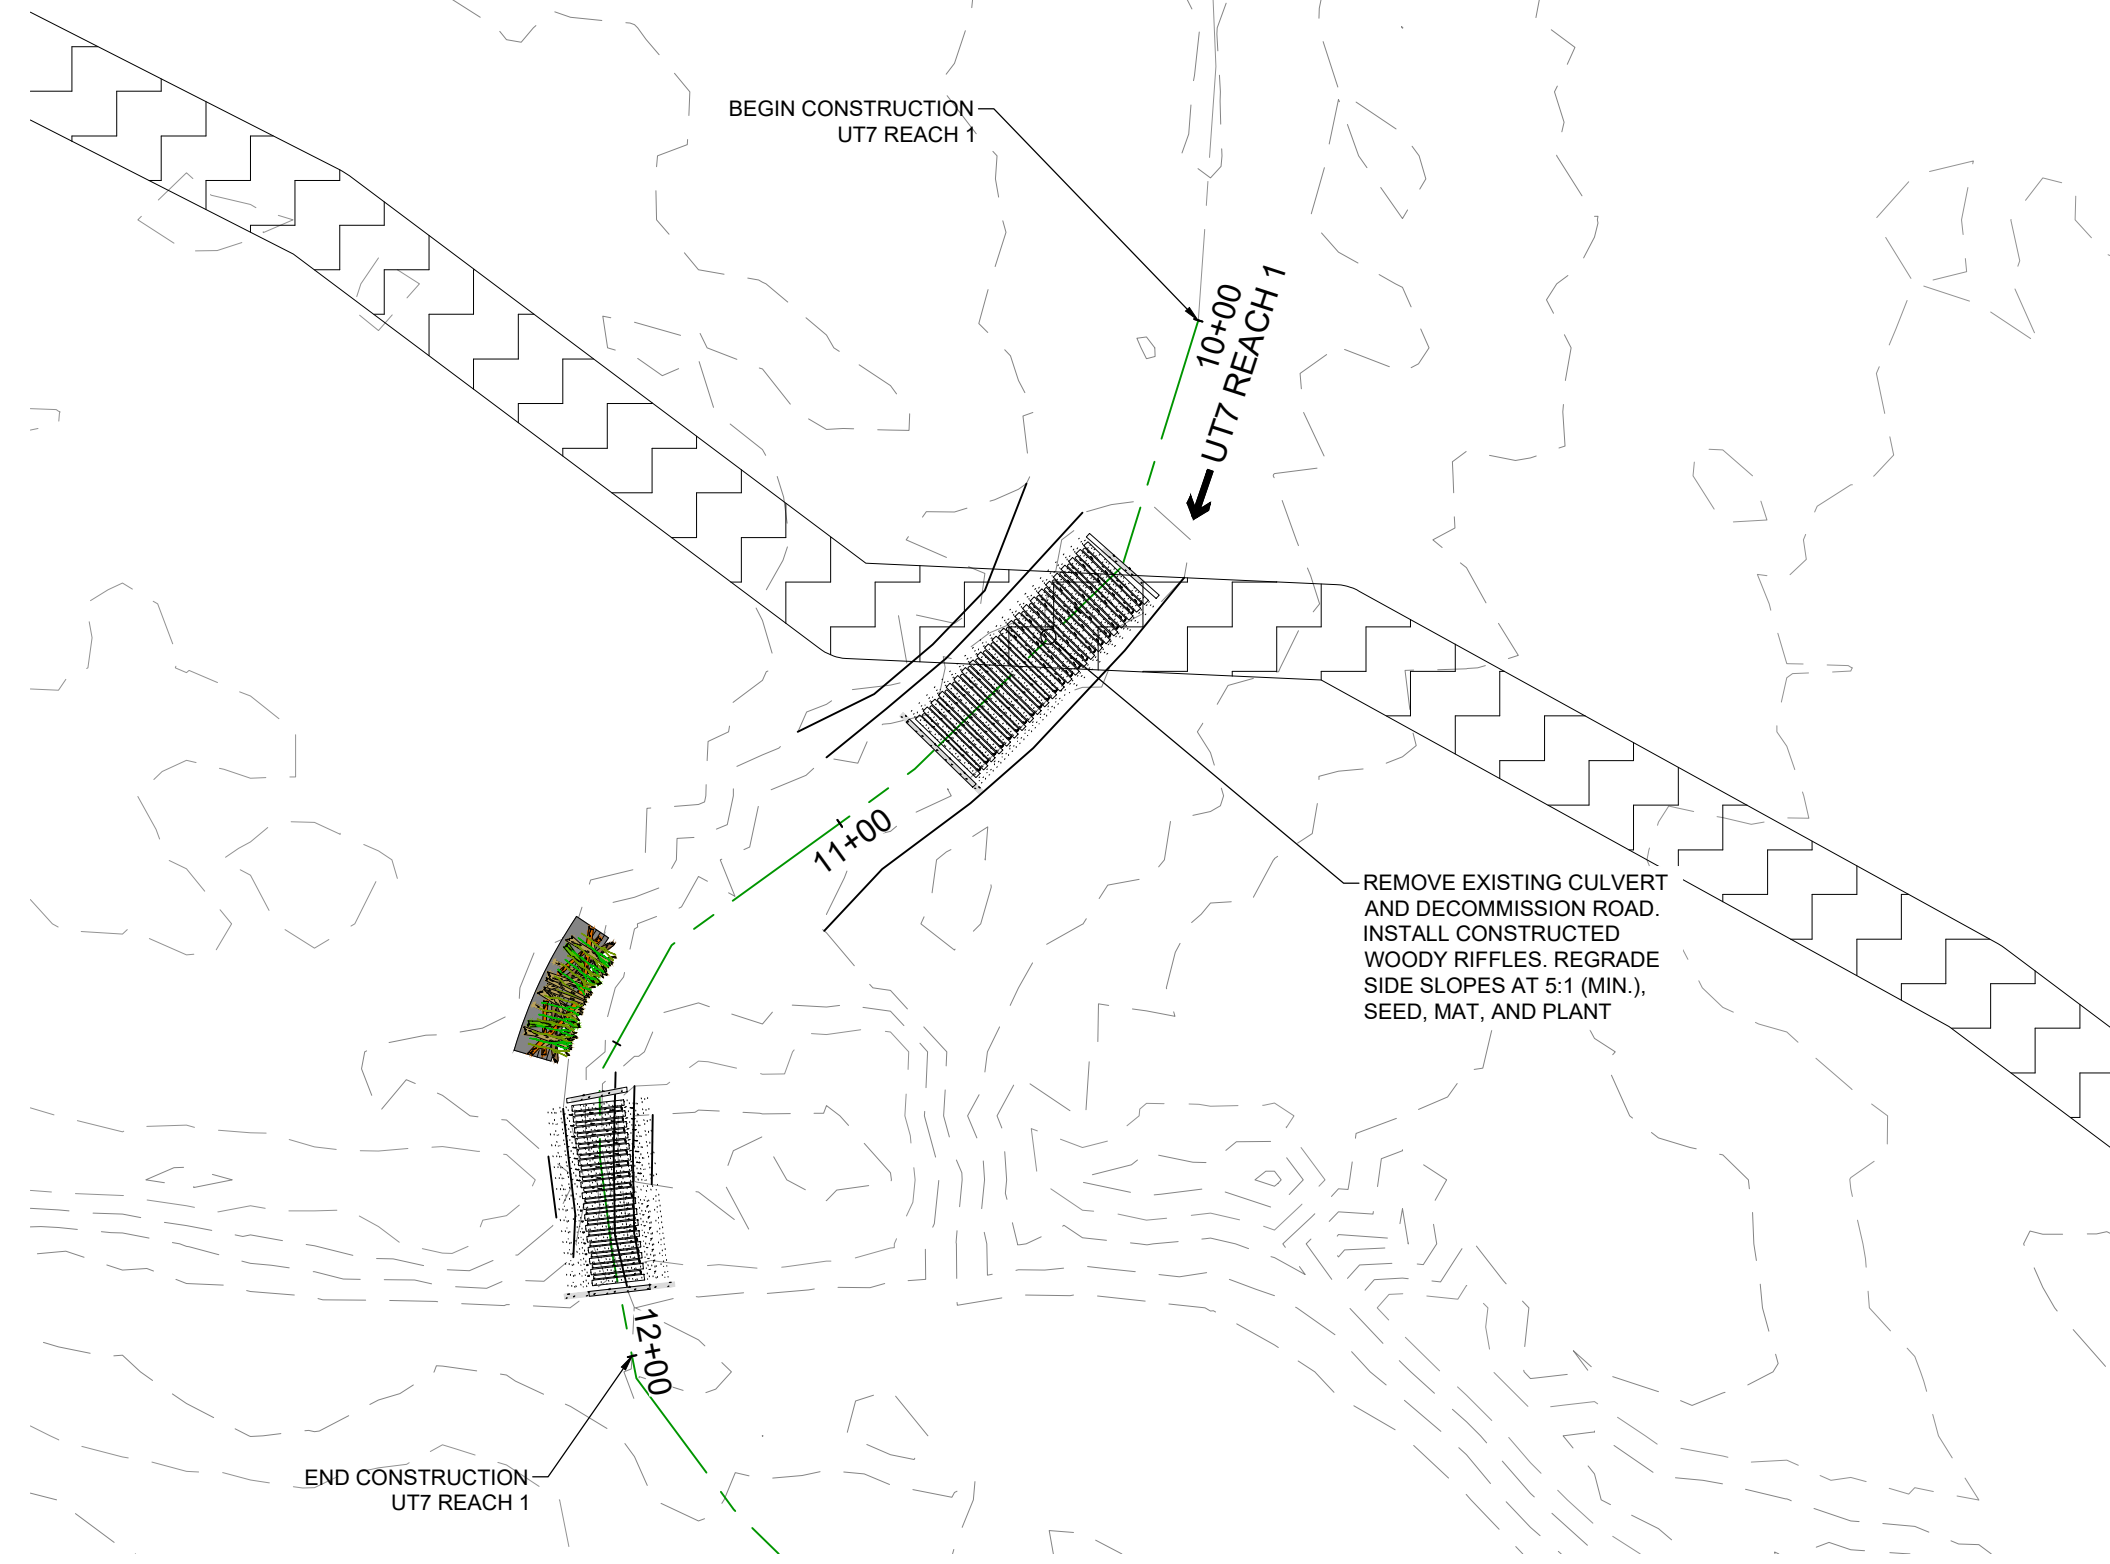 BEGIN CONSTRUCTION
UT7 REACH 1
10+00
UT7 REACH 1
11+00
REMOVE EXISTING CULVERT
AND DECOMMISSION ROAD.
INSTALL CONSTRUCTED
WOODY RIFFLES. REGRADE
SIDE SLOPES AT 5:1 (MIN.),
SEED, MAT, AND PLANT
12+00
END CONSTRUCTION
UT7 REACH 1